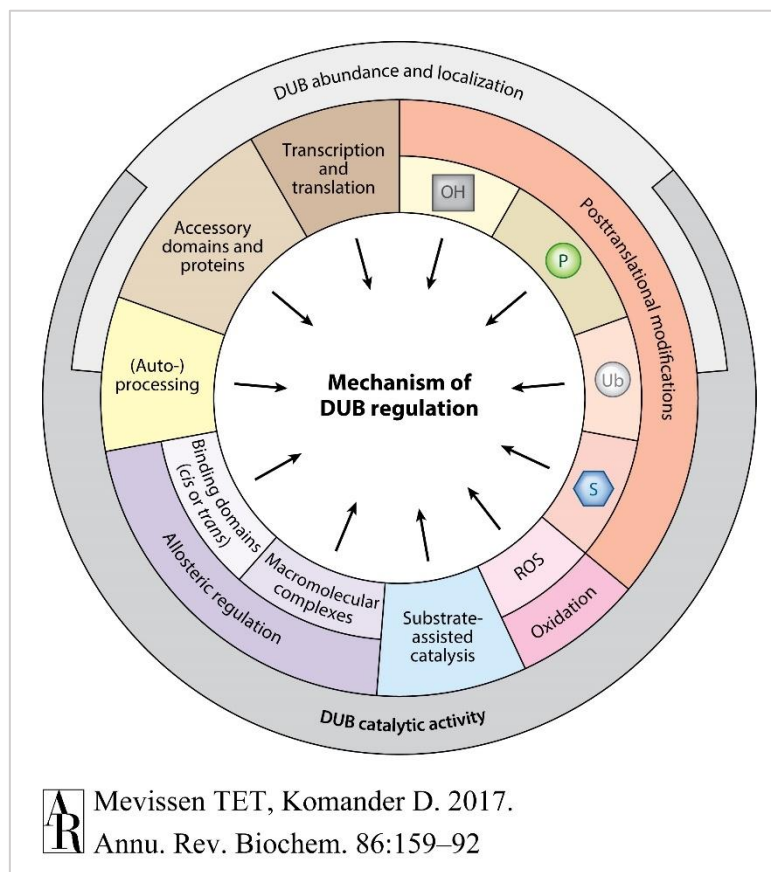 DUB abundance and localization
Transcription
and
translation
OH
P
Posttranslational modifications
Accessory
domains and
proteins
(Auto-)
processing
Mechanism of
DUB regulation
Ub
S
Binding domains
(cis or trans)
Allosteric regulation
Macromolecular
complexes
Substrate-
assisted
catalysis
ROS
Oxidation
DUB catalytic activity
AR
Mevissen TET, Komander D. 2017.
Annu. Rev. Biochem. 86:159–92